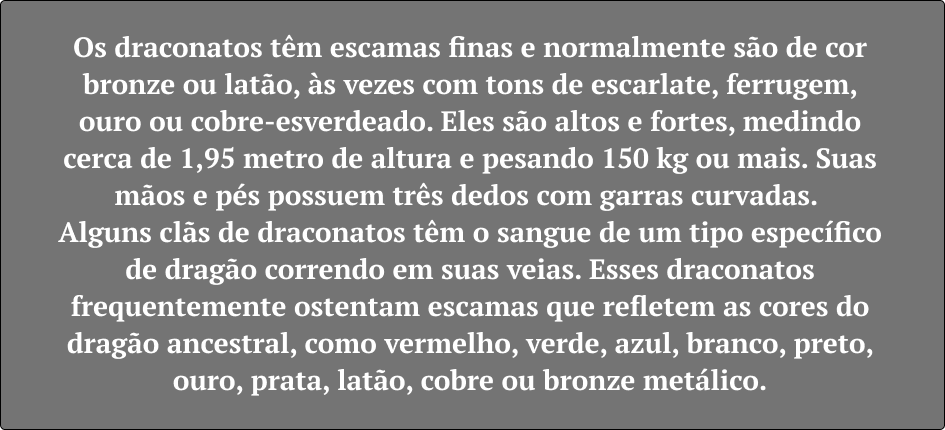 Os draconatos têm escamas finas e normalmente são de cor
bronze ou latão, às vezes com tons de escarlate, ferrugem,
ouro ou cobre-esverdeado. Eles são altos e fortes, medindo
cerca de 1,95 metro de altura e pesando 150 kg ou mais. Suas
mãos e pés possuem três dedos com garras curvadas.
Alguns clãs de draconatos têm o sangue de um tipo específico
de dragão correndo em suas veias. Esses draconatos
frequentemente ostentam escamas que refletem as cores do
dragão ancestral, como vermelho, verde, azul, branco, preto,
ouro, prata, latão, cobre ou bronze metálico.